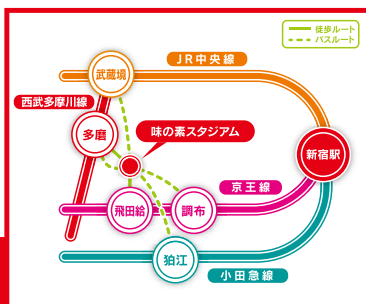 徒歩ルート
バスルート
JR中央線
武蔵境
西武多摩川線
多磨
味の素スタジアム
新宿駅
京王線
飛田給
調布
狛江
小田急線